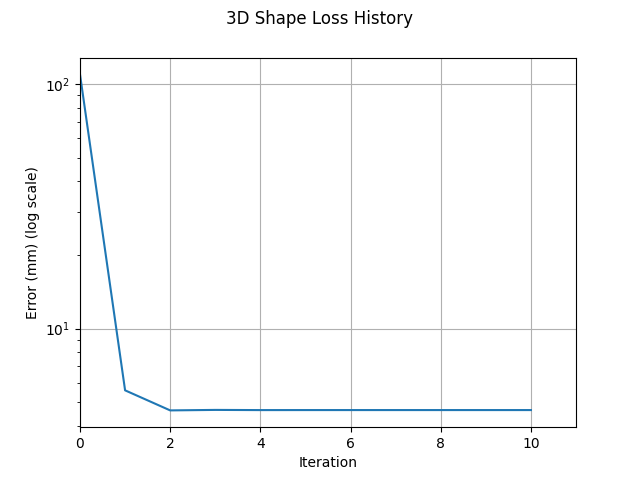 3D Shape Loss History
10²
10¹
Error (mm) (log scale)
0 2 4 6 8 10
Iteration